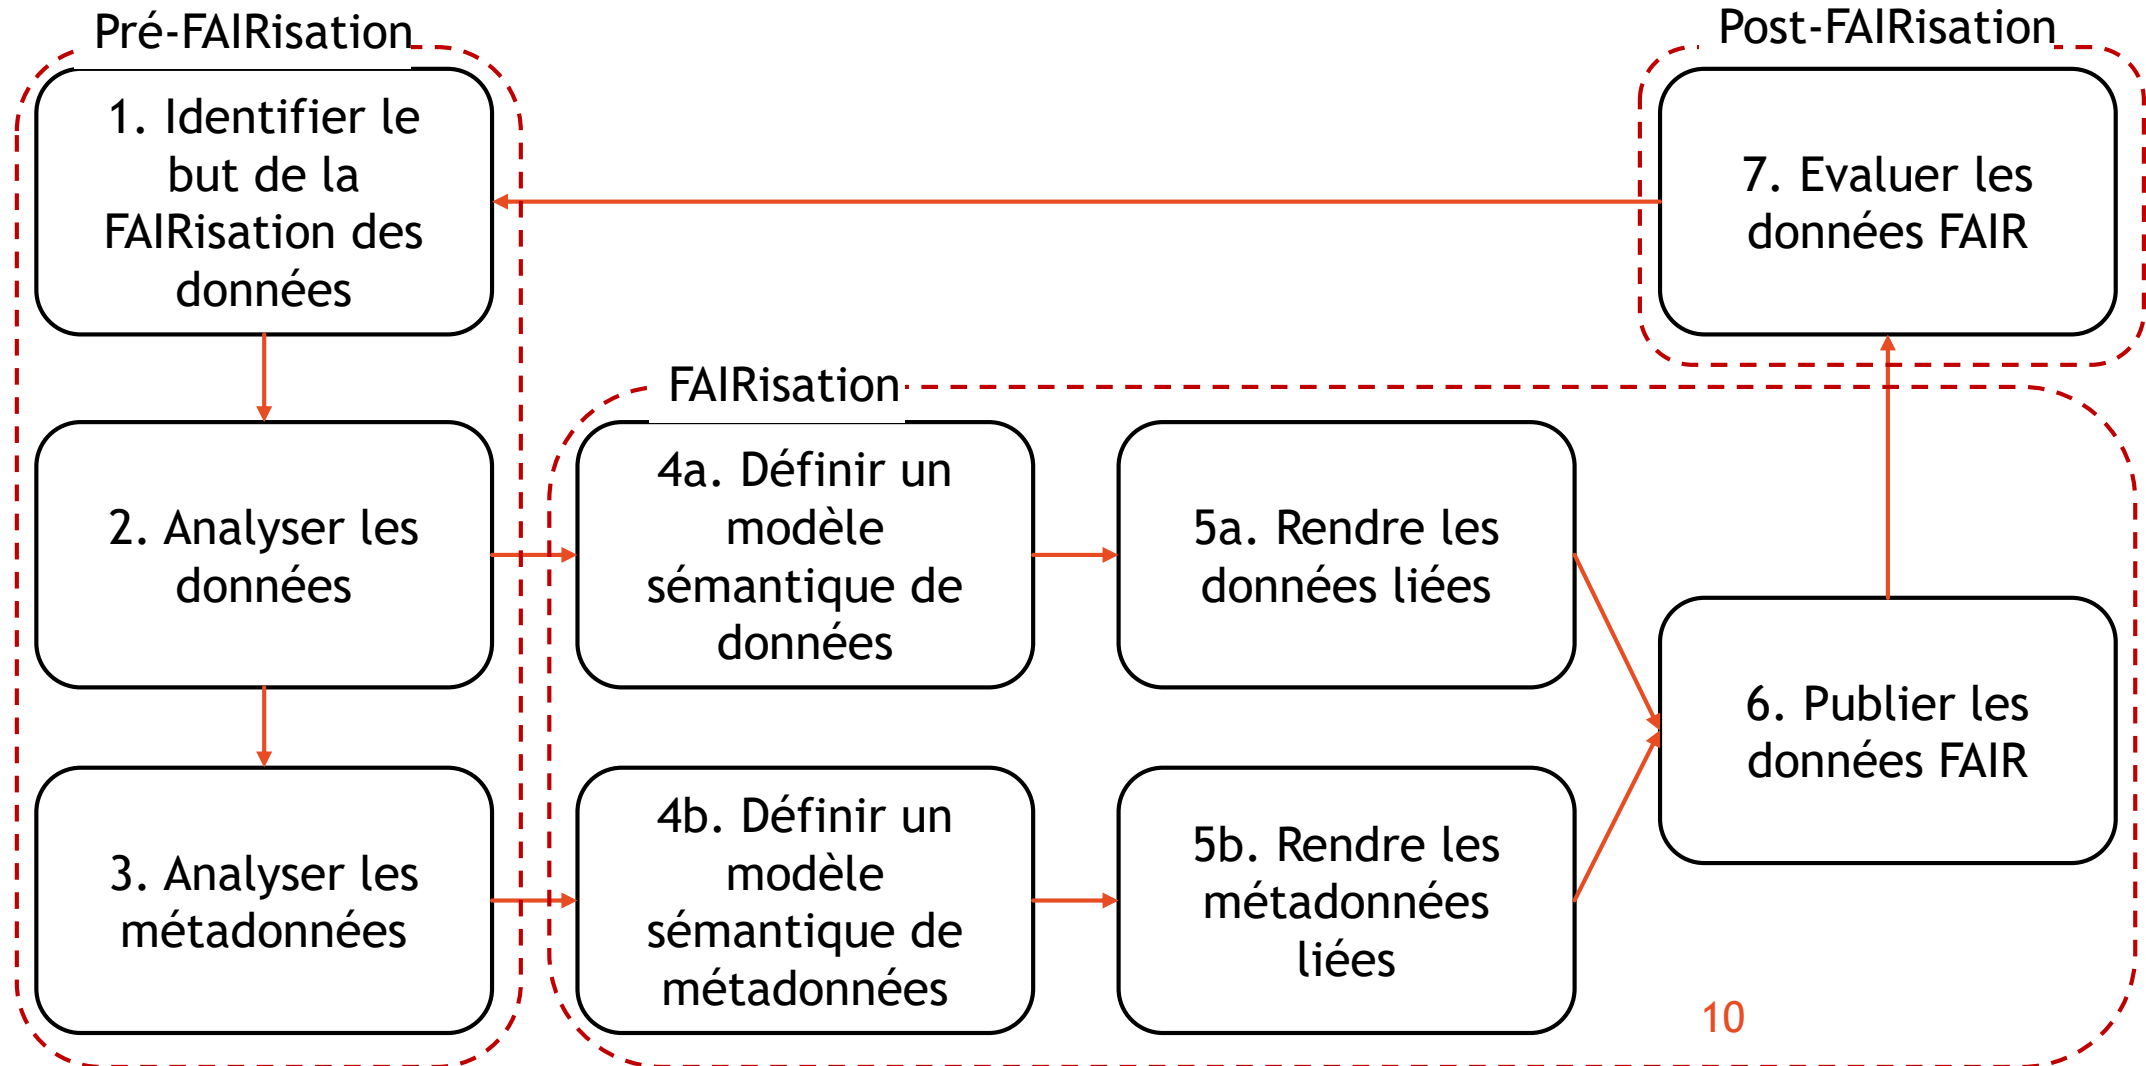 Pré-FAIRisation
1. Identifier le
but de la
FAIRisation des
données
2. Analyser les
données
3. Analyser les
métadonnées
FAIRisation
4a. Définir un
modèle
sémantique de
données
4b. Définir un
modèle
sémantique de
métadonnées
5a. Rendre les
données liées
5b. Rendre les
métadonnées
liées
6. Publier les
données FAIR
Post-FAIRisation
7. Evaluer les
données FAIR
10